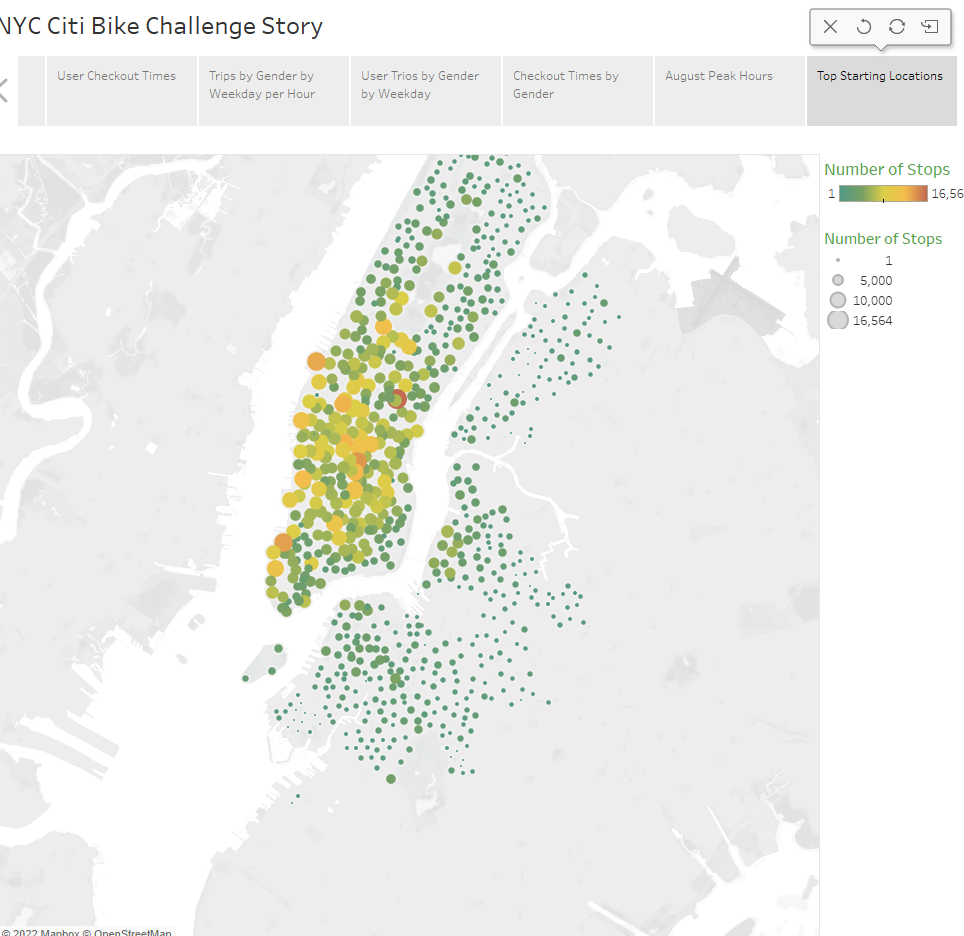 NYC Citi Bike Challenge Story
User Checkout Times
Trips by Gender by
Weekday per Hour
User Trios by Gender
by Weekday
Checkout Times by
Gender
August Peak Hours
Top Starting Locations
Number of Stops
1 16,56
Number of Stops
1
5,000
10,000
16,564
© 2022 Mapbox © OpenStreetMap